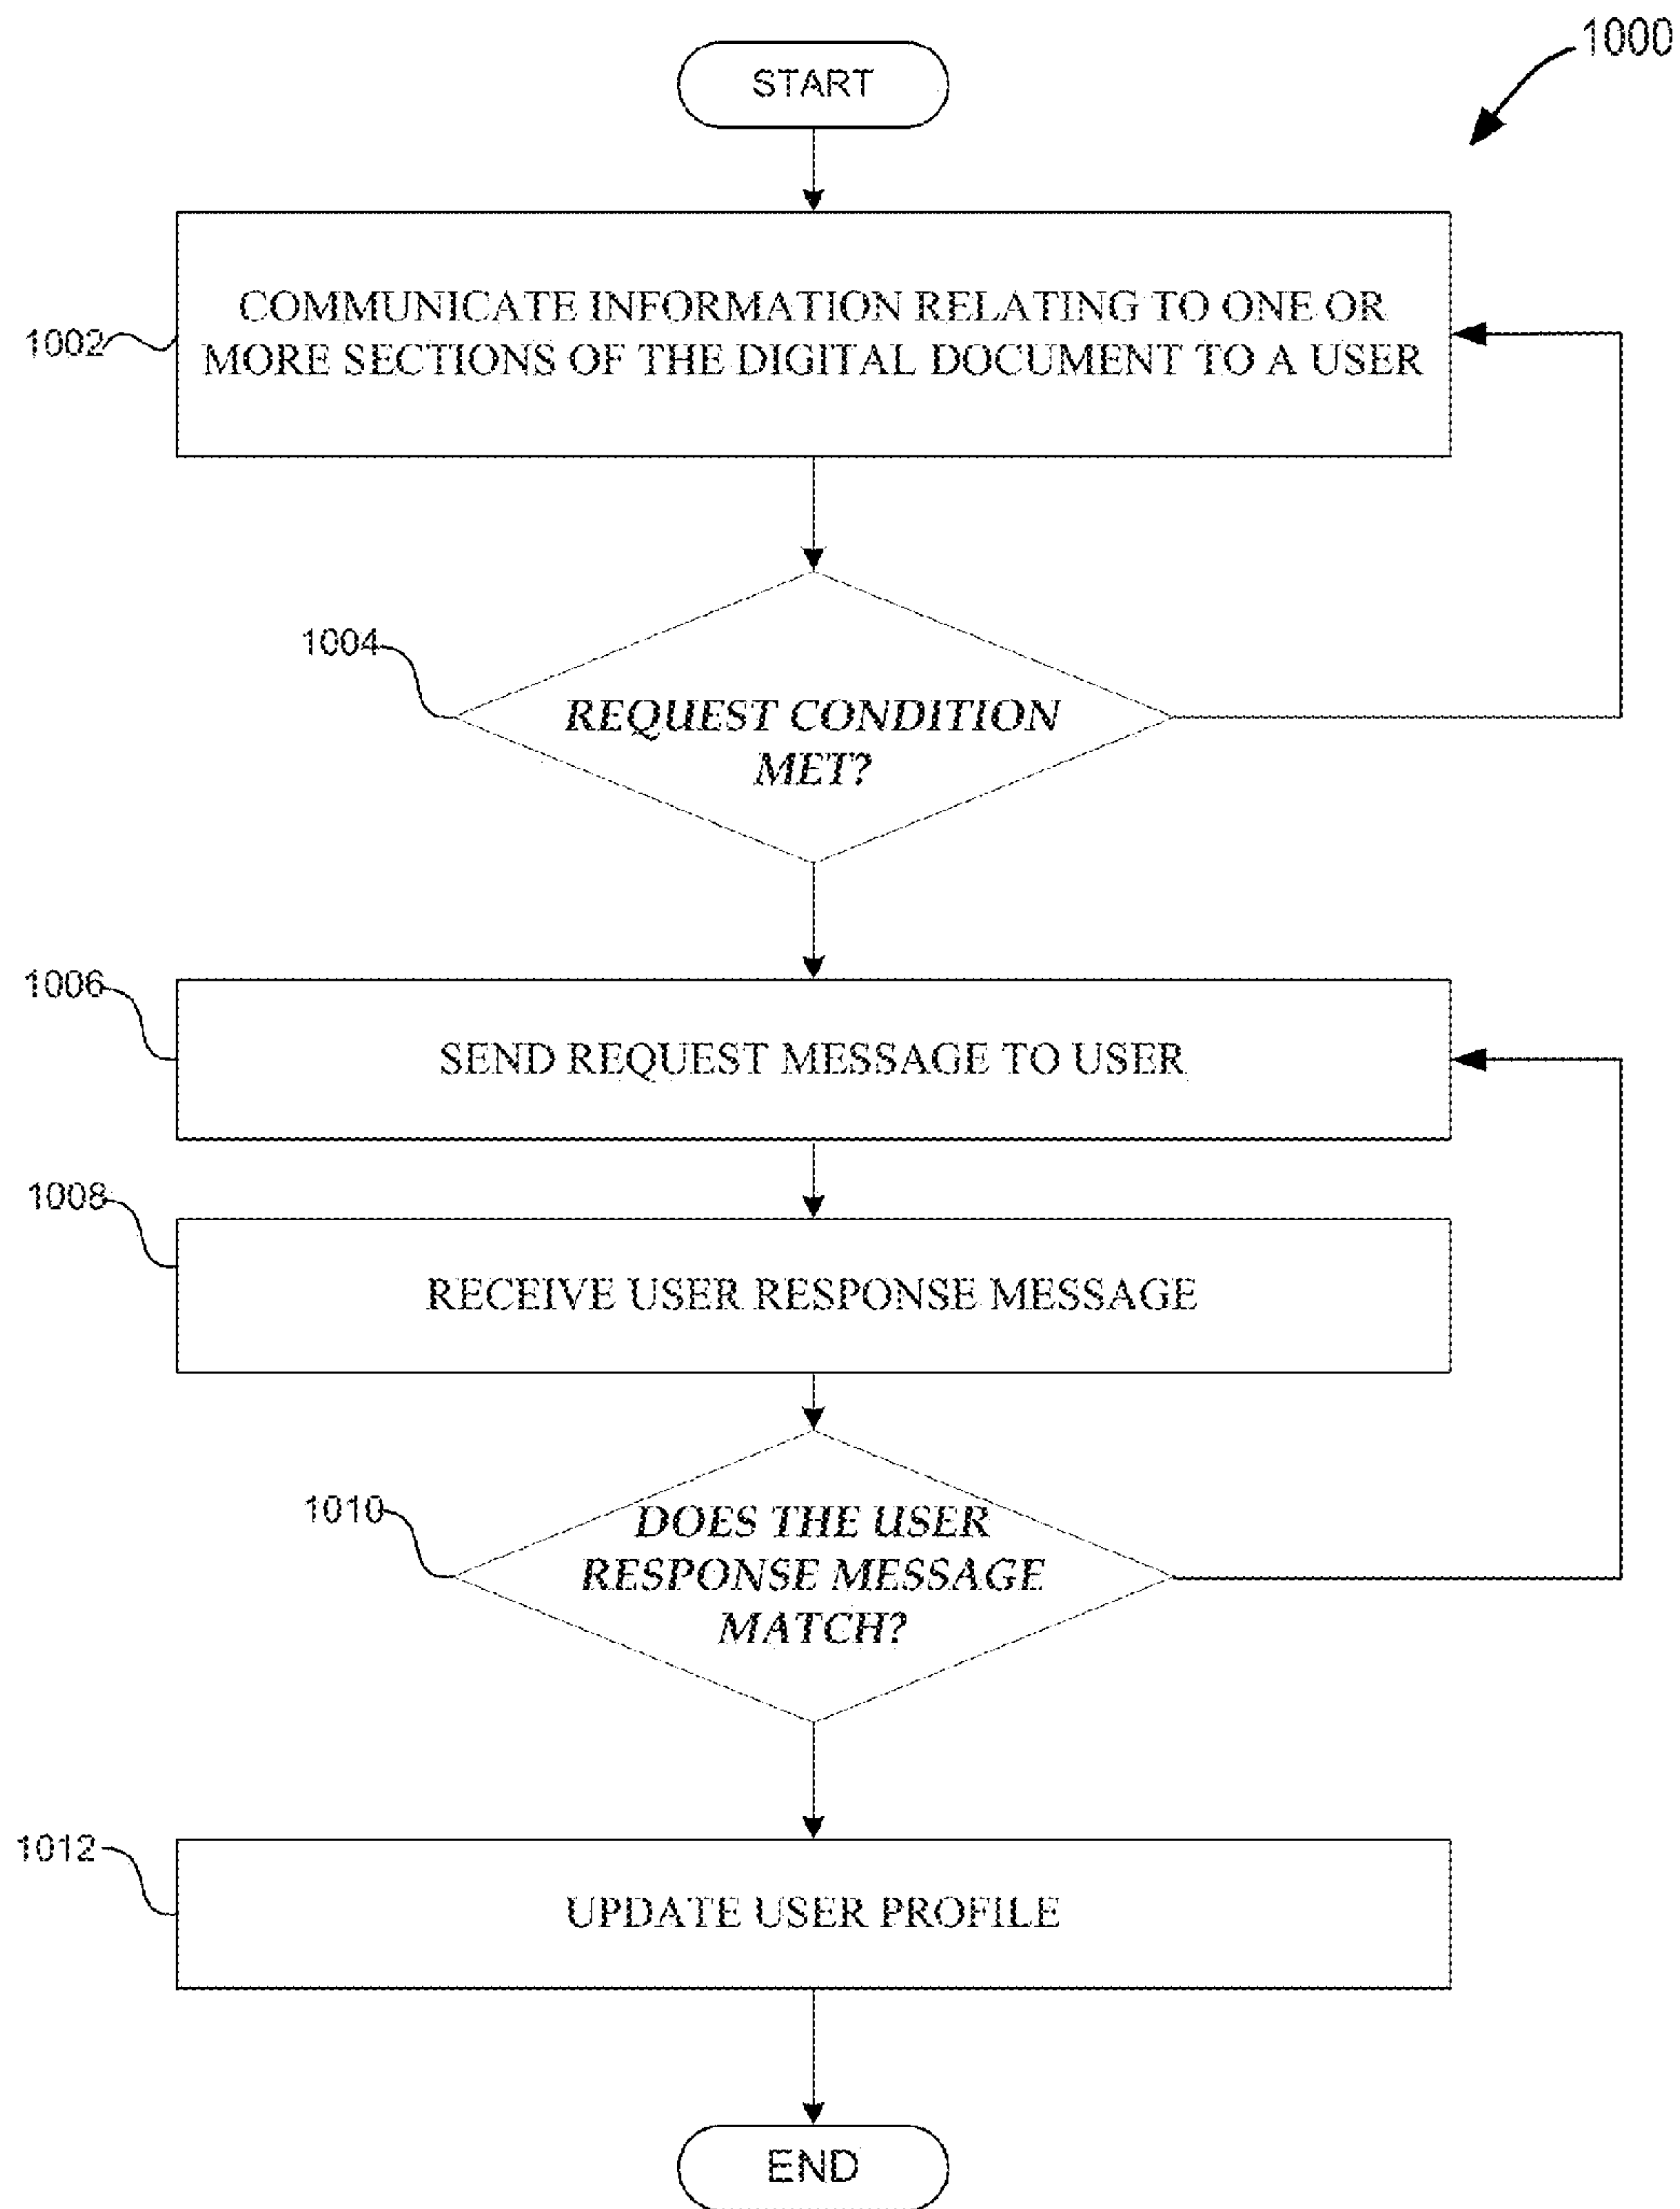 1000
START
COMMUNICATE INFORMATION RELATING TO ONE OR
MORE SECTIONS OF THE DIGITAL DOCUMENT TO A USER
1002
1004
REQUEST CONDITION
MET?
1006
SEND REQUEST MESSAGE TO USER
1008
RECEIVE USER RESPONSE MESSAGE
1010
DOES THE USER
RESPONSE MESSAGE
MATCH?
1012
UPDATE USER PROFILE
END